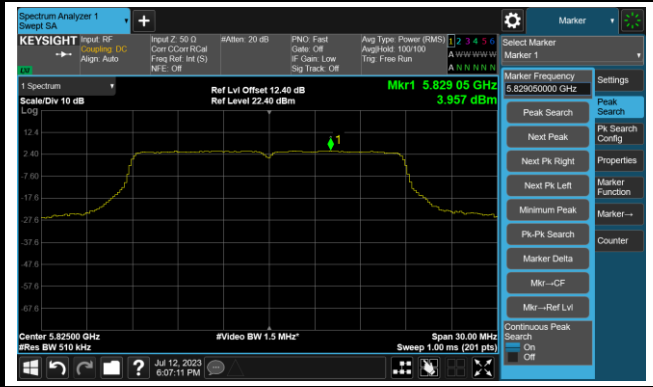 Spectrum Analyzer 1
Swept SA
Marker
KEYSIGHT
Input: RF
Coupling: DC
Align: Auto
Input Z: 50 Ω
Corr CCorr RCal
Freq Ref: Int (S)
NFE: Off
#Atten: 20 dB
PNO: Fast
Gate: Off
IF Gain: Low
Sig Track: Off
Avg Type: Power (RMS)
Avg|Hold: 100/100
Trig: Free Run
1 2 3 4 5 6
A W W W W W
A N N N N N
Select Marker
Marker 1
1 Spectrum
Scale/Div 10 dB
Log
Ref Lvl Offset 12.40 dB
Ref Level 22.40 dBm
Mkr1 5.829 05 GHz
3.957 dBm
1
12.4
2.40
-7.60
-17.6
-27.6
-37.6
-47.6
-57.6
-67.6
Center 5.82500 GHz
#Res BW 510 kHz
#Video BW 1.5 MHz*
Span 30.00 MHz
Sweep 1.00 ms (201 pts)
Marker Frequency
5.829050000 GHz
Peak Search
Next Peak
Next Pk Right
Next Pk Left
Minimum Peak
Pk-Pk Search
Marker Delta
Mkr→CF
Mkr→Ref Lvl
Continuous Peak
Search
On
Off
Settings
Peak
Search
Pk Search
Config
Properties
Marker
Function
Marker→
Counter
?
Jul 12, 2023
6:07:11 PM